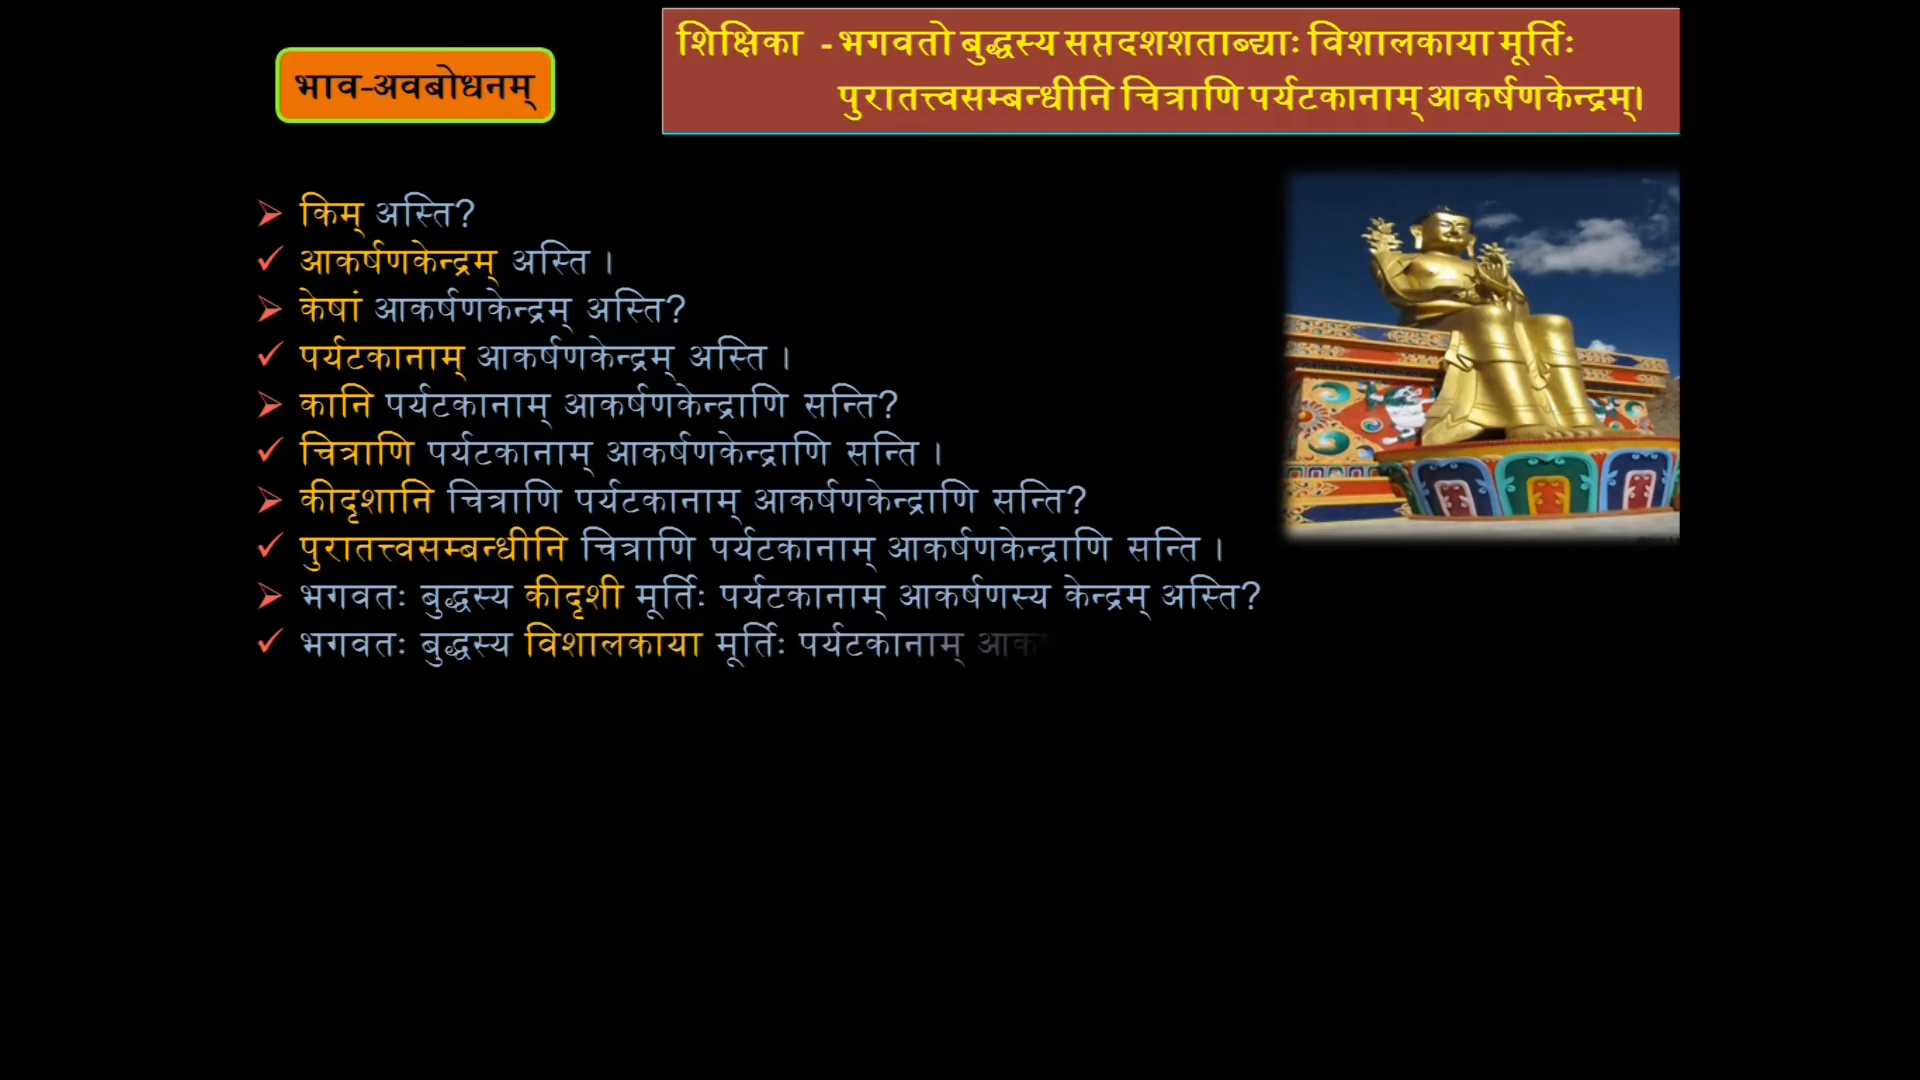 भाव-अवबोधनम्
शिक्षिका - भगवतो बुद्धस्य सप्तदशशताब्द्याः विशालकाया मूर्तिः
पुरातत्त्वसम्बन्धीनि चित्राणि पर्यटकानाम् आकर्षणकेन्द्रम्।
किम् अस्ति?
आकर्षणकेन्द्रम् अस्ति ।
केषां आकर्षणकेन्द्रम् अस्ति?
पर्यटकानाम् आकर्षणकेन्द्रम् अस्ति ।
कानि पर्यटकानाम् आकर्षणकेन्द्राणि सन्ति?
चित्राणि पर्यटकानाम् आकर्षणकेन्द्राणि सन्ति ।
कीदृशानि चित्राणि पर्यटकानाम् आकर्षणकेन्द्राणि सन्ति?
पुरातत्त्वसम्बन्धीनि चित्राणि पर्यटकानाम् आकर्षणकेन्द्राणि सन्ति ।
भगवतः बुद्धस्य कीदृशी मूर्तिः पर्यटकानाम् आकर्षणस्य केन्द्रम् अस्ति?
भगवतः बुद्धस्य विशालकाया मूर्तिः पर्यटकानाम्